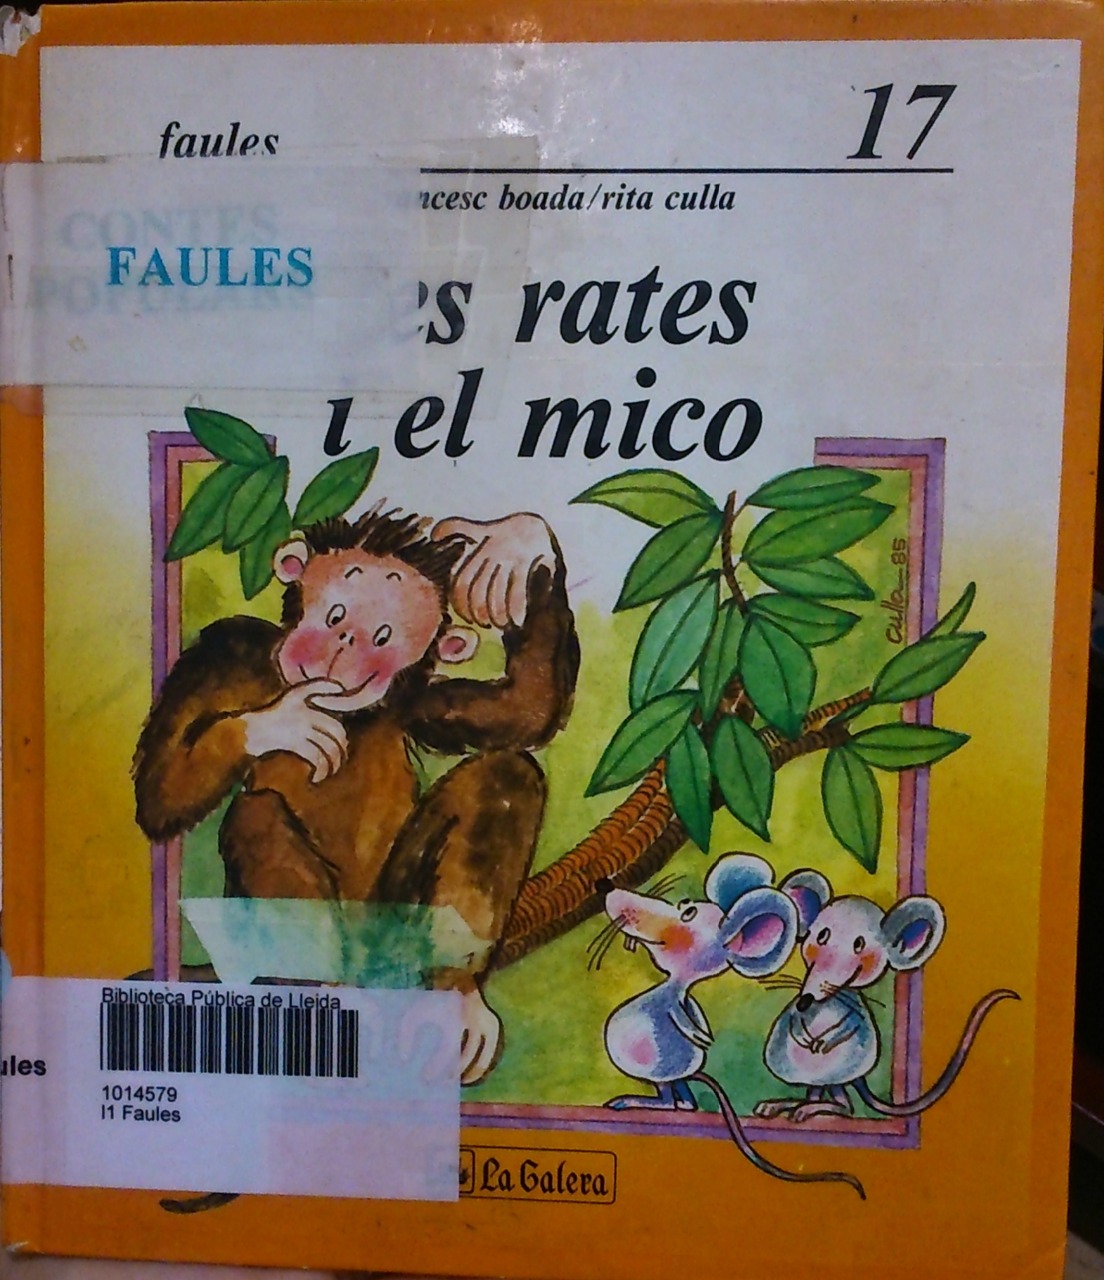 17
faules
ncesc boada/rita culla
CONTES
POPULARS
FAULES
es rates
i el mico
culla-85
Biblioteca Pública de Lleida
ules
1014579
I1 Faules
La Galera